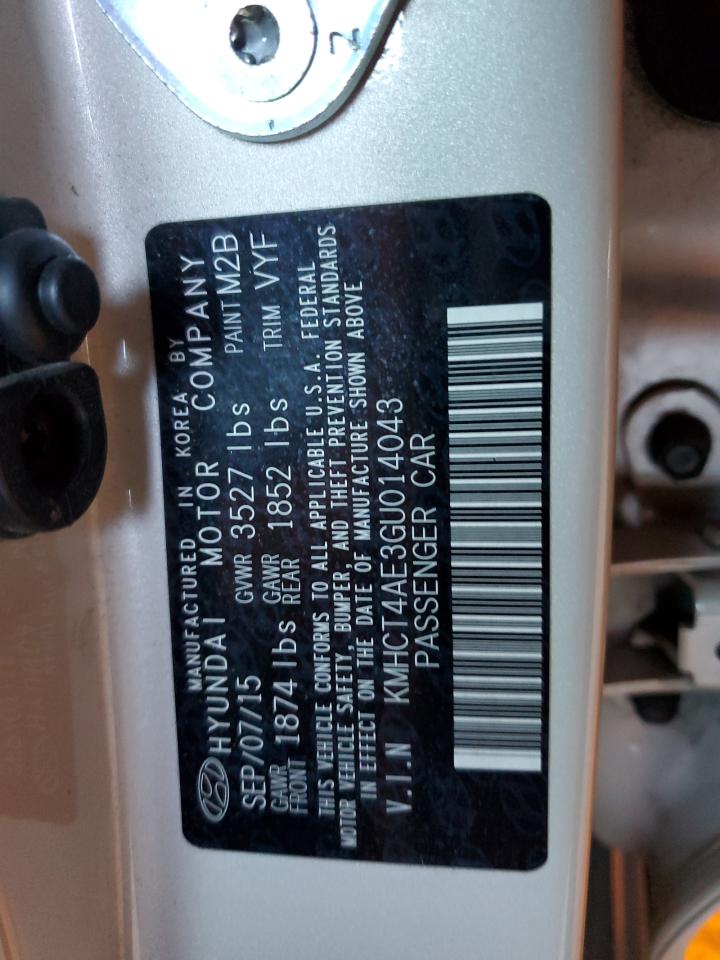 MANUFACTURED IN KOREA BY
HYUNDAI MOTOR COMPANY
SEP/07/15 GVWR 3527 lbs PAINT M2B
GAWR FRONT 1874 lbs GAWR REAR 1852 lbs TRIM VYF
THIS VEHICLE CONFORMS TO ALL APPLICABLE U.S.A. FEDERAL
MOTOR VEHICLE SAFETY, BUMPER, AND THEFT PREVENTION STANDARDS
IN EFFECT ON THE DATE OF MANUFACTURE SHOWN ABOVE
V.I.N KMHCT4AE3GU014043
PASSENGER CAR
2